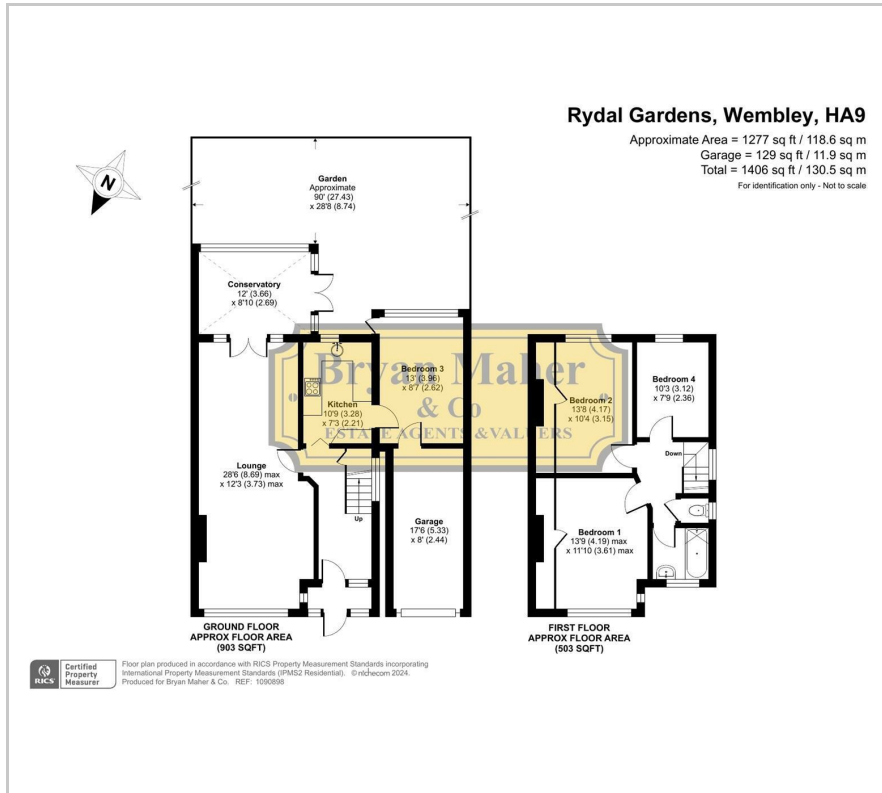 Rydal Gardens, Wembley, HA9
Approximate Area = 1277 sq ft / 118.6 sq m
Garage = 129 sq ft / 11.9 sq m
Total = 1406 sq ft / 130.5 sq m
For identification only - Not to scale
N
Garden
Approximate
90' (27.43)
x 28'8 (8.74)
Conservatory
12' (3.66)
x 8'10 (2.69)
Bryan Maher
& Co
ESTATE AGENTS & VALUERS
Bedroom 3
13' (3.96)
x 8'7 (2.62)
Kitchen
10'9 (3.28)
x 7'3 (2.21)
Lounge
28'6 (8.69) max
x 12'3 (3.73) max
Up
Garage
17'6 (5.33)
x 8' (2.44)
GROUND FLOOR
APPROX FLOOR AREA
(903 SQFT)
Bedroom 2
13'8 (4.17)
x 10'4 (3.15)
Bedroom 4
10'3 (3.12)
x 7'9 (2.36)
Down
Bedroom 1
13'9 (4.19) max
x 11'10 (3.61) max
FIRST FLOOR
APPROX FLOOR AREA
(503 SQFT)
RICS
Certified
Property
Measurer
Floor plan produced in accordance with RICS Property Measurement Standards incorporating
International Property Measurement Standards (IPMS2 Residential). © ntchecom 2024.
Produced for Bryan Maher & Co. REF: 1090898